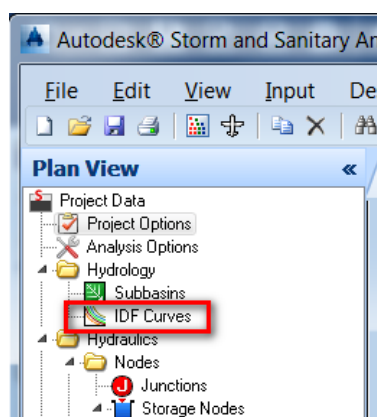 Autodesk® Storm and Sanitary An
File Edit View Input De
Plan View «
Project Data
Project Options
Analysis Options
Hydrology
Subbasins
IDF Curves
Hydraulics
Nodes
Junctions
Storage Nodes